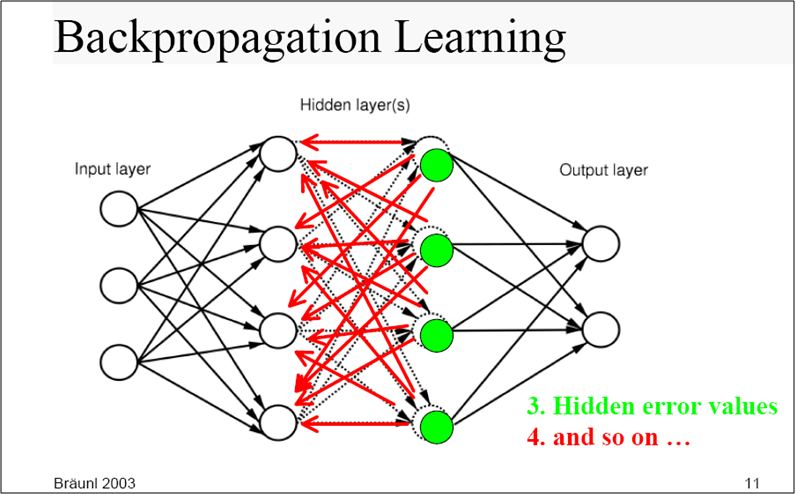 Backpropagation Learning
Hidden layer(s)
Input layer
Output layer
3. Hidden error values
4. and so on …
Bräunl 2003
11